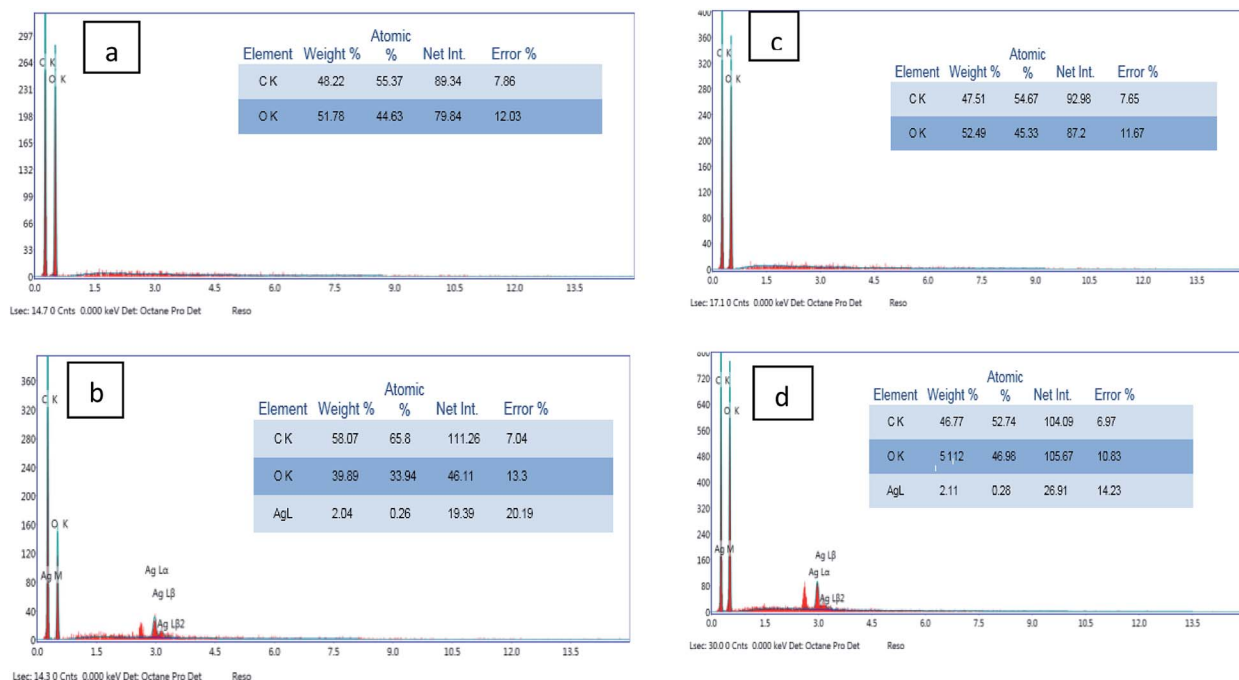 a
297
264
231
198
165
132
99
66
33
0
C K
O K
Atomic
Element Weight % % Net Int. Error %
C K 48.22 55.37 89.34 7.86
O K 51.78 44.63 79.84 12.03
0.0 1.5 3.0 4.5 6.0 7.5 9.0 10.5 12.0 13.5
Lsec: 14.7 0 Cnts 0.000 keV Det: Octane Pro Det Reso
c
400
360
320
280
240
200
160
120
80
40
0
C K
O K
Atomic
Element Weight % % Net Int. Error %
C K 47.51 54.67 92.98 7.65
O K 52.49 45.33 87.2 11.67
0.0 1.5 3.0 4.5 6.0 7.5 9.0 10.5 12.0 13.5
Lsec: 17.1 0 Cnts 0.000 keV Det: Octane Pro Det Reso
b
360
320
280
240
200
160
120
80
40
0
C K
O K
Ag M
Ag Lα
Ag Lβ
Ag Lβ2
Atomic
Element Weight % % Net Int. Error %
C K 58.07 65.8 111.26 7.04
O K 39.89 33.94 46.11 13.3
AgL 2.04 0.26 19.39 20.19
0.0 1.5 3.0 4.5 6.0 7.5 9.0 10.5 12.0 13.5
Lsec: 14.3 0 Cnts 0.000 keV Det: Octane Pro Det Reso
d
800
720
640
560
480
400
320
240
160
80
0
C K
O K
Ag M
Ag Lβ
Ag Lα
Ag Lβ2
Atomic
Element Weight % % Net Int. Error %
C K 46.77 52.74 104.09 6.97
O K 5112 46.98 105.67 10.83
AgL 2.11 0.28 26.91 14.23
0.0 1.5 3.0 4.5 6.0 7.5 9.0 10.5 12.0 13.5
Lsec: 30.0 0 Cnts 0.000 keV Det: Octane Pro Det Reso